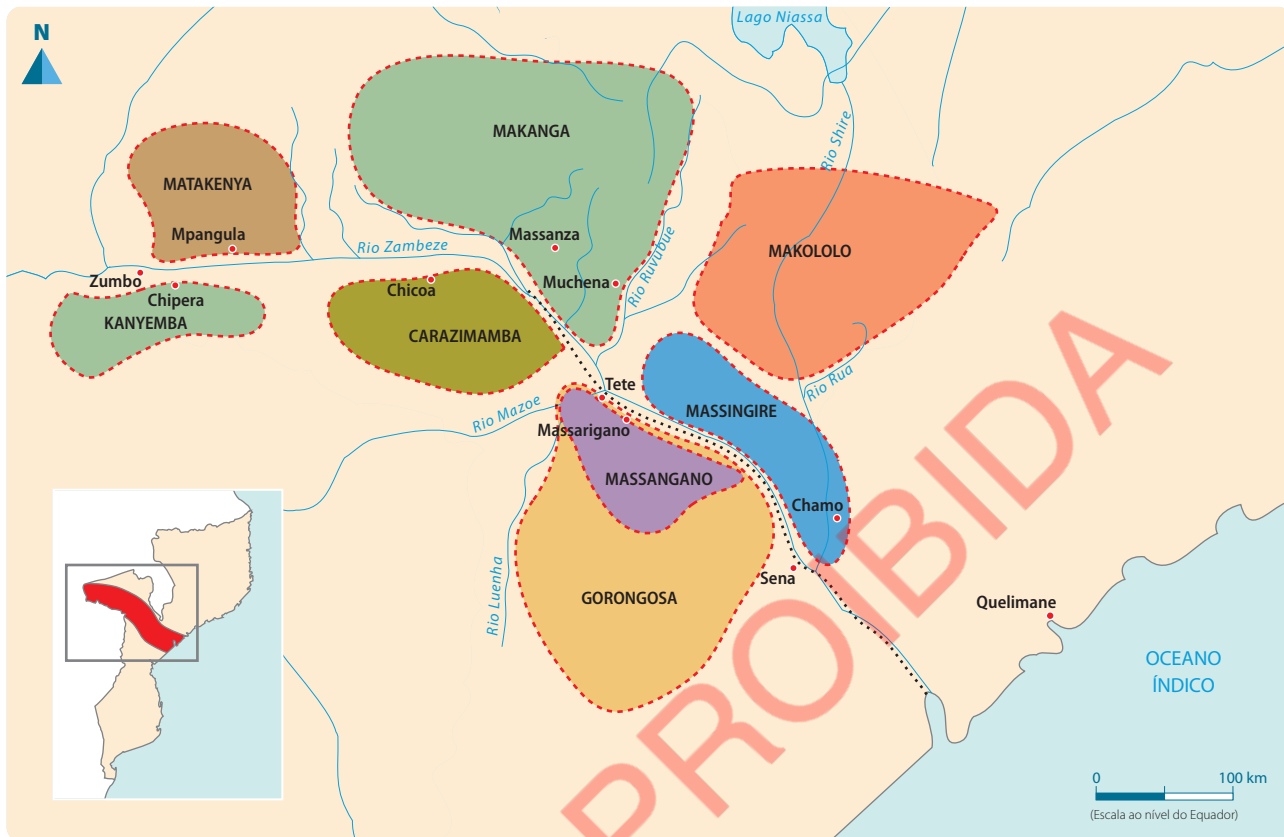 N
Lago Niassa
MAKANGA
Rio Shire
MATAKENYA
Mpangula
Rio Zambeze
Massanza
Rio Ruvubue
MAKOLOLO
Zumbo
Chipera
KANYEMBA
Chicoa
Muchena
CARAZIMAMBA
Tete
Rio Mazoe
Massarigano
MASSINGIRE
Rio Rua
MASSANGANO
Chamo
Rio Luenha
GORONGOSA
Sena
Quelimane
OCEANO
ÍNDICO
0 100 km
(Escala ao nível do Equador)
PROIBIDA